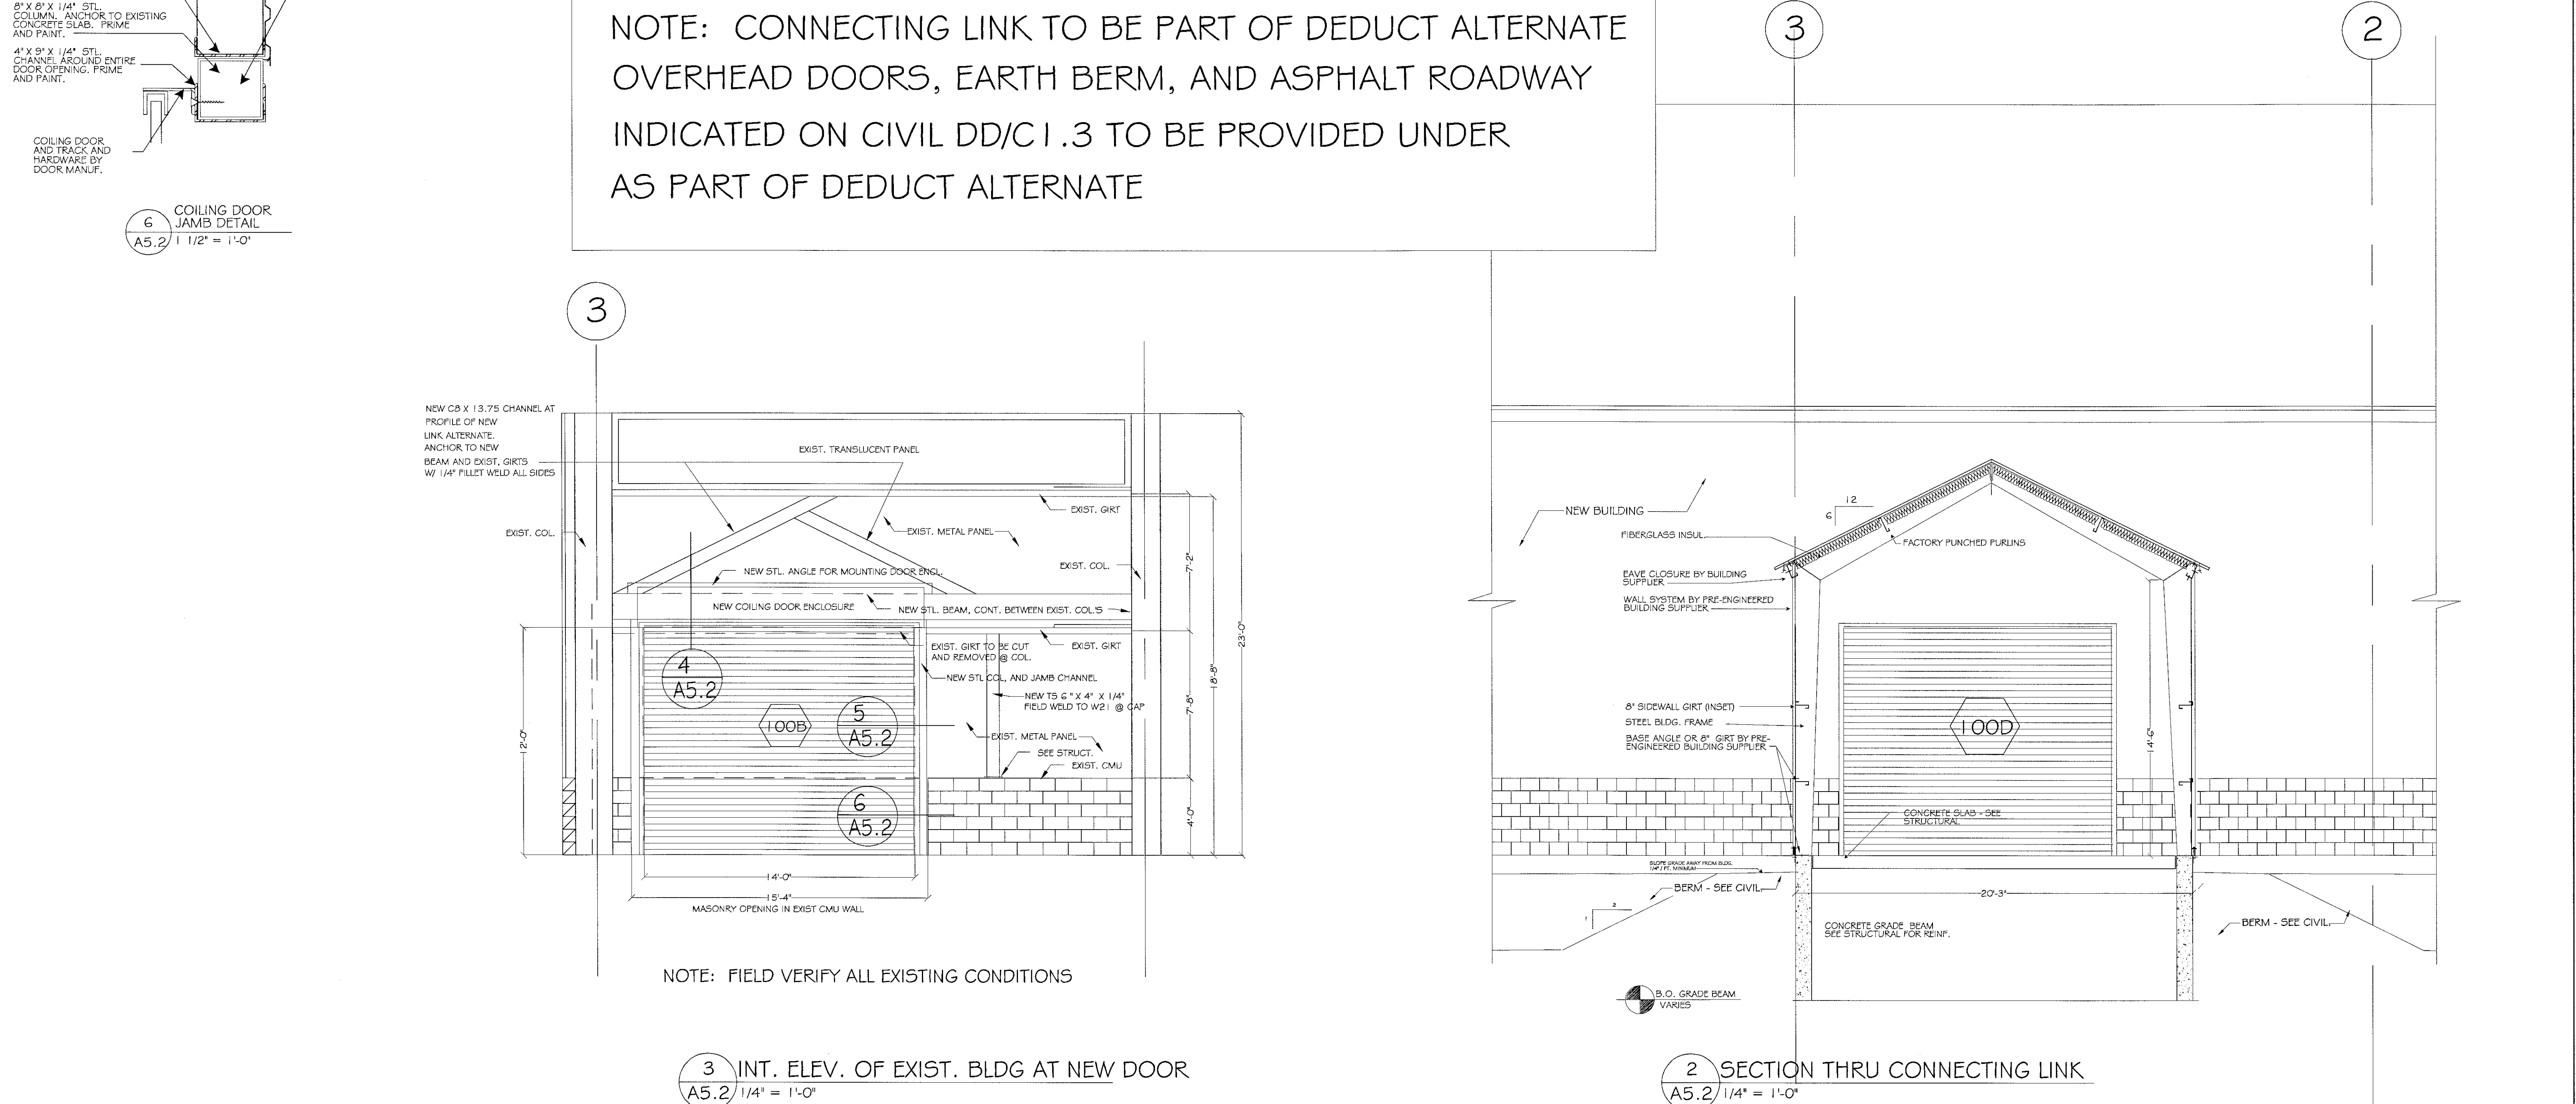 8" X 8" X 1/4" STL.
COLUMN. ANCHOR TO EXISTING
CONCRETE SLAB. PRIME
AND PAINT.
4" X 9" X 1/4" STL.
CHANNEL AROUND ENTIRE
DOOR OPENING. PRIME
AND PAINT.
COILING DOOR
AND TRACK AND
HARDWARE BY
DOOR MANUF.
6
A5.2
COILING DOOR
JAMB DETAIL
1 1/2" = 1'-0"
NOTE: CONNECTING LINK TO BE PART OF DEDUCT ALTERNATE
OVERHEAD DOORS, EARTH BERM, AND ASPHALT ROADWAY
INDICATED ON CIVIL DD/C1.3 TO BE PROVIDED UNDER
AS PART OF DEDUCT ALTERNATE
3
2
3
NEW C8 X 13.75 CHANNEL AT
PROFILE OF NEW
LINK ALTERNATE.
ANCHOR TO NEW
BEAM AND EXIST, GIRTS
W/ 1/4" FILLET WELD ALL SIDES
EXIST. TRANSLUCENT PANEL
EXIST. COL.
EXIST. GIRT
EXIST. METAL PANEL
EXIST. COL.
NEW STL. ANGLE FOR MOUNTING DOOR ENCL.
NEW COILING DOOR ENCLOSURE
NEW STL. BEAM, CONT. BETWEEN EXIST. COL'S
EXIST. GIRT TO BE CUT
AND REMOVED @ COL.
EXIST. GIRT
NEW STL COL, AND JAMB CHANNEL
NEW TS 6 " X 4" X 1/4"
FIELD WELD TO W21 @ CAP
EXIST. METAL PANEL
SEE STRUCT.
EXIST. CMU
4
A5.2
100B
5
A5.2
6
A5.2
12'-0"
7'-2"
7'-8"
4'-0"
18'-8"
23'-0"
14'-0"
15'-4"
MASONRY OPENING IN EXIST CMU WALL
NOTE: FIELD VERIFY ALL EXISTING CONDITIONS
3
A5.2
INT. ELEV. OF EXIST. BLDG AT NEW DOOR
1/4" = 1'-0"
NEW BUILDING
12
6
FIBERGLASS INSUL.
FACTORY PUNCHED PURLINS
EAVE CLOSURE BY BUILDING
SUPPLIER
WALL SYSTEM BY PRE-ENGINEERED
BUILDING SUPPLIER
8" SIDEWALL GIRT (INSET)
STEEL BLDG. FRAME
BASE ANGLE OR 8" GIRT BY PRE-
ENGINEERED BUILDING SUPPLIER
100D
14'-6"
CONCRETE SLAB - SEE
STRUCTURAL
SLOPE GRADE AWAY FROM BLDG.
1/4" / FT. MINIMUM
BERM - SEE CIVIL.
2
1
20'-3"
CONCRETE GRADE BEAM
SEE STRUCTURAL FOR REINF.
BERM - SEE CIVIL.
B.O. GRADE BEAM
VARIES
2
A5.2
SECTION THRU CONNECTING LINK
1/4" = 1'-0"